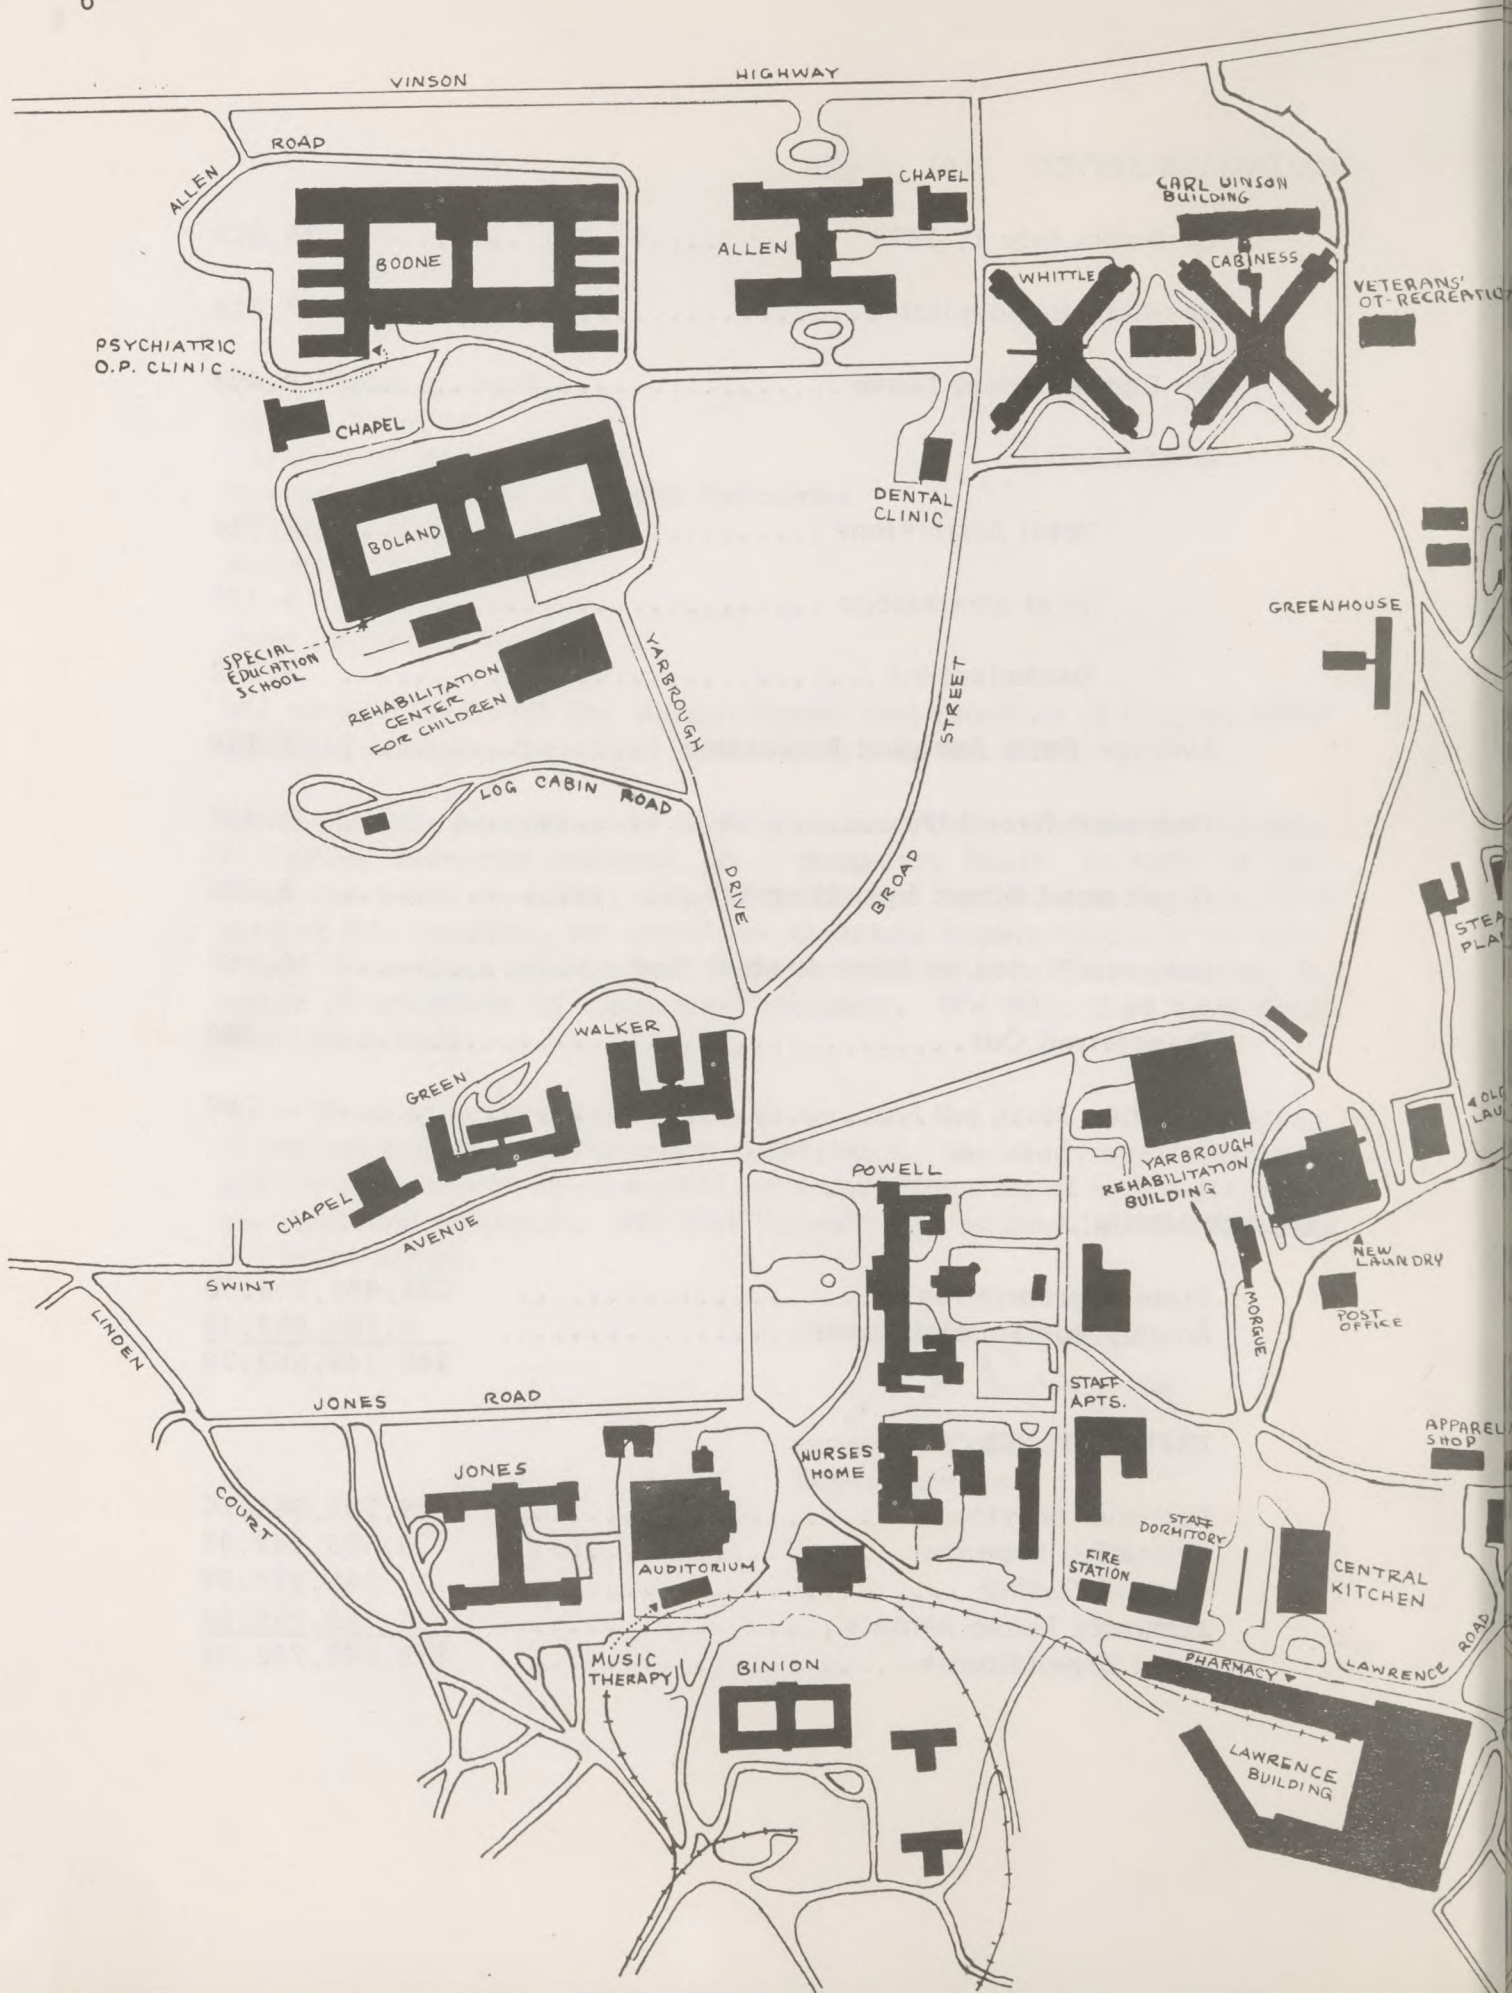 6
VINSON HIGHWAY
ALLEN ROAD
CHAPEL
CARL VINSON
BUILDING
BOONE
ALLEN
WHITTLE
CABINESS
VETERANS'
OT-RECREATIO
PSYCHIATRIC
O.P. CLINIC
CHAPEL
DENTAL
CLINIC
BOLAND
GREENHOUSE
SPECIAL
EDUCATION
SCHOOL
REHABILITATION
CENTER
FOR CHILDREN
YARBROUGH DRIVE
BROAD STREET
LOG CABIN ROAD
STEA
PLA
WALKER
GREEN
OLD
LAU
CHAPEL
POWELL
YARBROUGH
REHABILITATION
BUILDING
SWINT AVENUE
NEW
LAUNDRY
MORGUE
POST
OFFICE
LINDEN COURT
JONES ROAD
STAFF
APTS.
APPAREL
SHOP
JONES
NURSES
HOME
STAFF
DORMITORY
AUDITORIUM
FIRE
STATION
CENTRAL
KITCHEN
MUSIC
THERAPY
BINION
PHARMACY
LAWRENCE ROAD
LAWRENCE
BUILDING